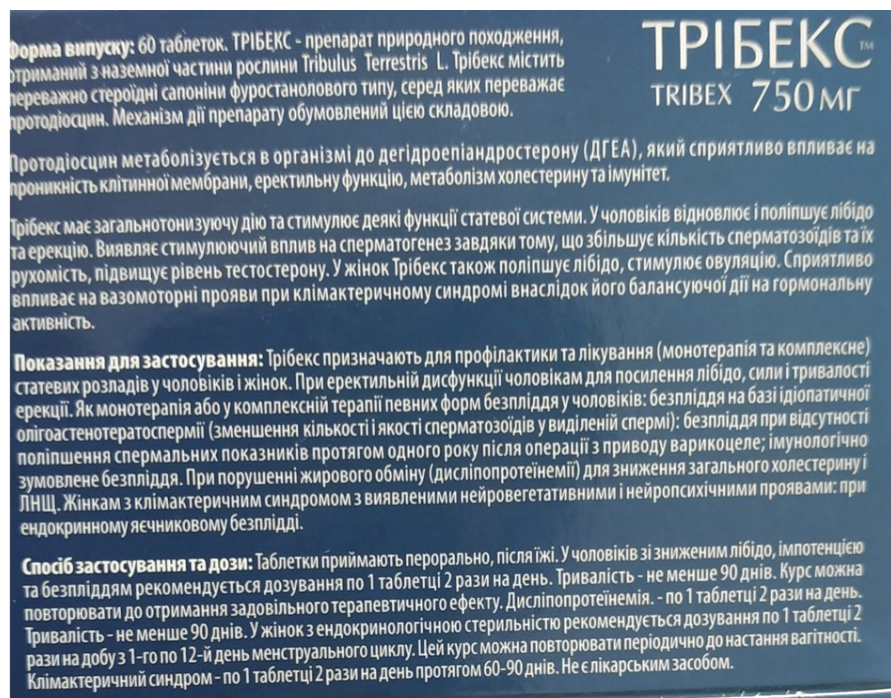 Форма випуску: 60 таблеток. ТРІБЕКС - препарат природного походження,
отриманий з наземної частини рослини Tribulus Terrestris L. Трібекс містить
переважно стероїдні сапоніни фуростанолового типу, серед яких переважає
протодіосцин. Механізм дії препарату обумовлений цією складовою.
ТРІБЕКС™
TRIBEX 750МГ
Протодіосцин метаболізується в організмі до дегідроепіандростерону (ДГЕА), який сприятливо впливає на
проникність клітинної мембрани, еректильну функцію, метаболізм холестерину та імунітет.
Трібекс має загальнотонизуючу дію та стимулює деякі функції статевої системи. У чоловіків відновлює і поліпшує лібідо
та ерекцію. Виявляє стимулюючий вплив на сперматогенез завдяки тому, що збільшує кількість сперматозоїдів та їх
рухомість, підвищує рівень тестостерону. У жінок Трібекс також поліпшує лібідо, стимулює овуляцію. Сприятливо
впливає на вазомоторні прояви при клімактеричному синдромі внаслідок його балансуючої дії на гормональну
активність.
Показання для застосування: Трібекс призначають для профілактики та лікування (монотерапія та комплексне)
статевих розладів у чоловіків і жінок. При еректильній дисфункції чоловікам для посилення лібідо, сили і тривалості
ерекції. Як монотерапія або у комплексній терапії певних форм безпліддя у чоловіків: безпліддя на базі ідіопатичної
олігоастенотератоспермії (зменшення кількості і якості сперматозоїдів у виділеній спермі): безпліддя при відсутності
поліпшення спермальних показників протягом одного року після операції з приводу варикоцеле; імунологічно
зумовлене безпліддя. При порушенні жирового обміну (дисліпопротеїнемії) для зниження загального холестерину і
ЛНЩ. Жінкам з клімактеричним синдромом з виявленими нейровегетативними і нейропсихічними проявами: при
ендокринному яєчниковому безплідді.
Спосіб застосування та дози: Таблетки приймають перорально, після їжі. У чоловіків зі зниженим лібідо, імпотенцією
та безпліддям рекомендується дозування по 1 таблетці 2 рази на день. Тривалість - не менше 90 днів. Курс можна
повторювати до отримання задовільного терапевтичного ефекту. Дисліпопротеїнемія. - по 1 таблетці 2 рази на день.
Тривалість - не менше 90 днів. У жінок з ендокринологічною стерильністю рекомендується дозування по 1 таблетці 2
рази на добу з 1-го по 12-й день менструального циклу. Цей курс можна повторювати періодично до настання вагітності.
Клімактеричний синдром - по 1 таблетці 2 рази на день протягом 60-90 днів. Не є лікарським засобом.